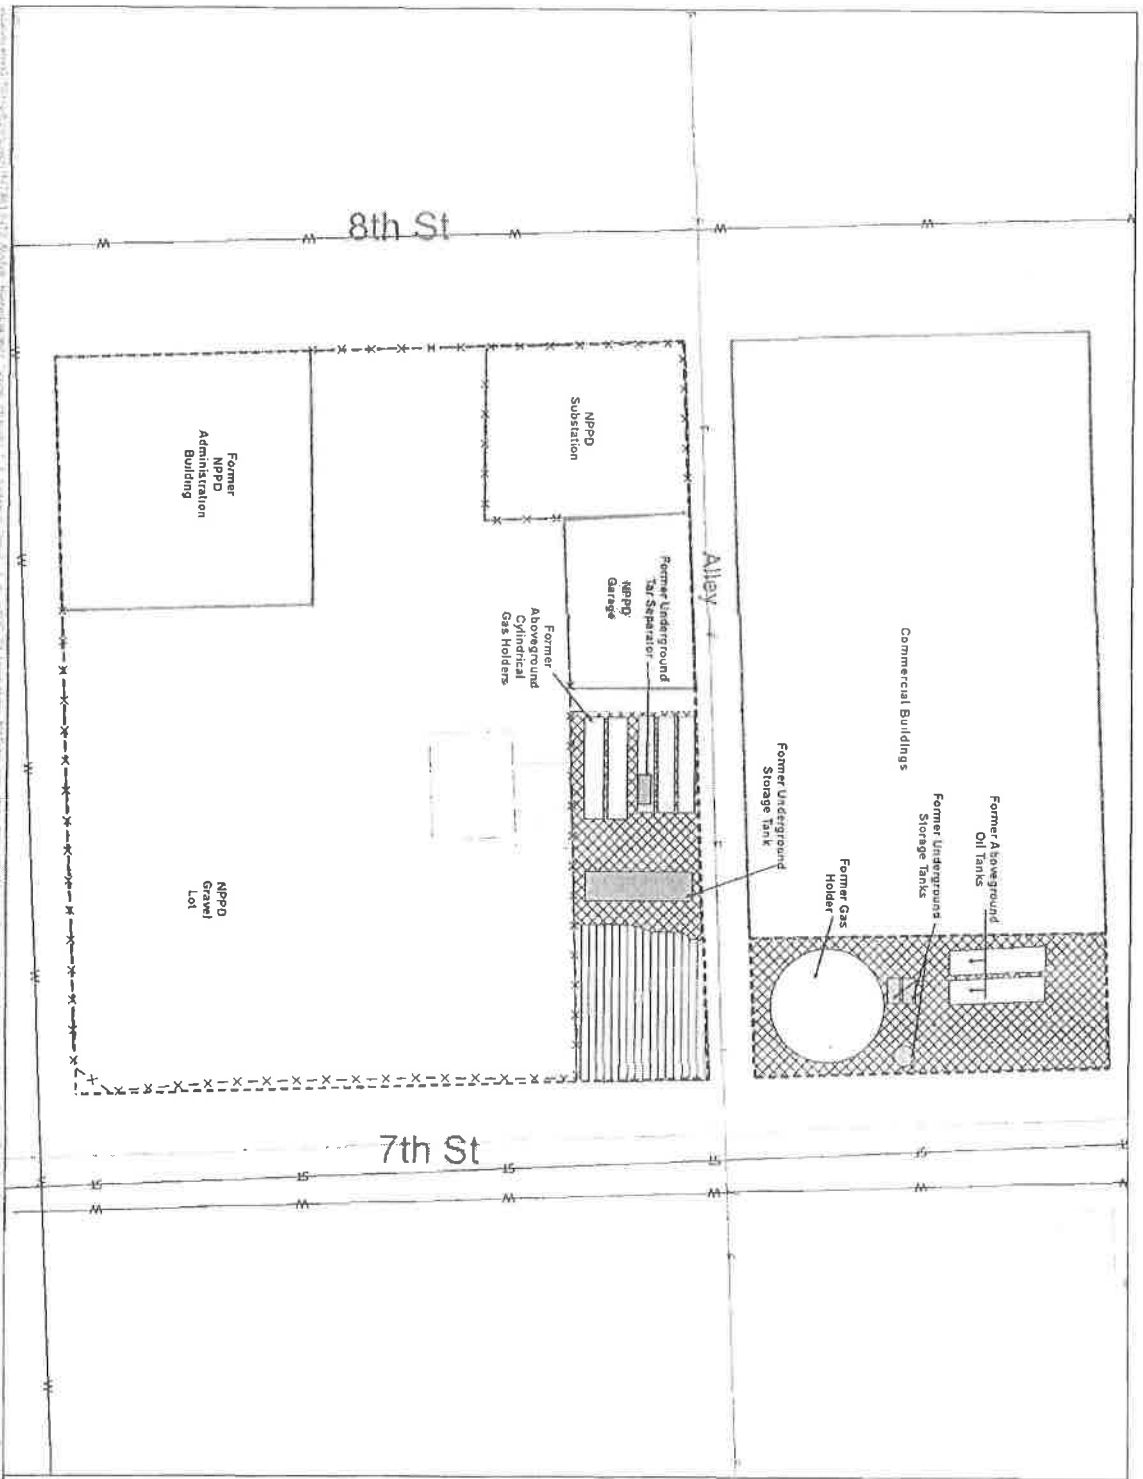 8th St
NPPD
Substation
Former
NPPD
Administration
Building
Alley
Former Underground
Tar Separator
NPPD
Garage
Former
Aboveground
Cylindrical
Gas Holders
Commercial Buildings
Former Underground
Storage Tank
Former Aboveground
Oil Tanks
Former Underground
Storage Tanks
Former Gas
Holder
NPPD
Gravel
Lot
7th St